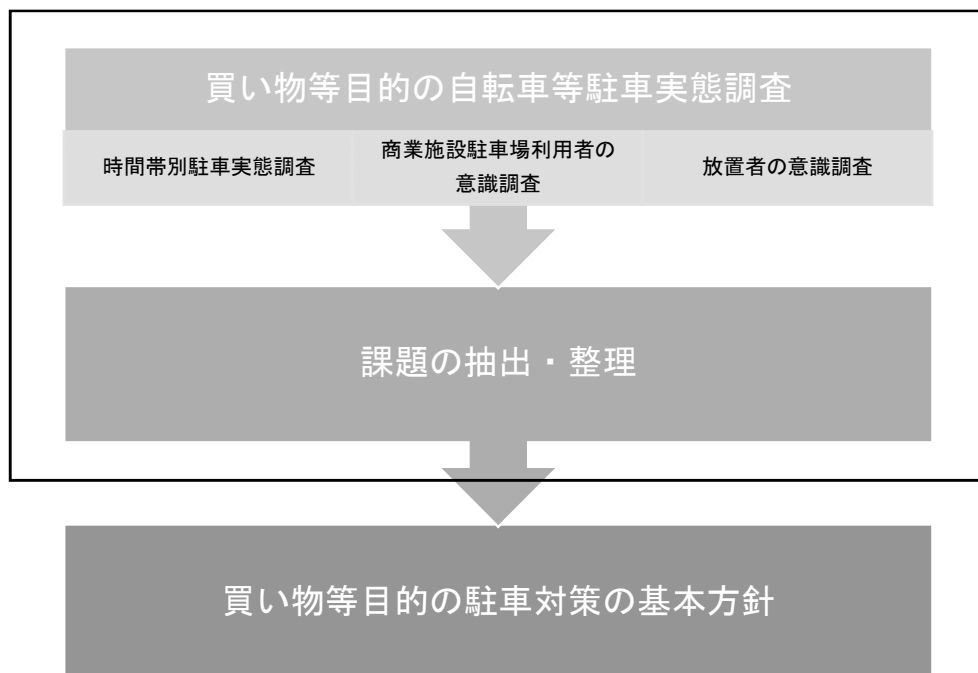 買い物等目的の自転車等駐車実態調査
時間帯別駐車実態調査
商業施設駐車場利用者の
意識調査
放置者の意識調査
課題の抽出・整理
買い物等目的の駐車対策の基本方針